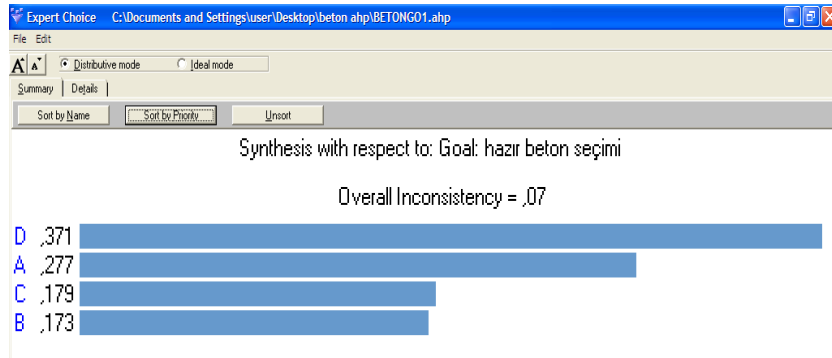 Expert Choice C:\Documents and Settings\user\Desktop\beton ahp\BETONGO1.ahp
File Edit
A A Distributive mode Ideal mode
Summary Details
Sort by Name Sort by Priority Unsort
Synthesis with respect to: Goal: hazır beton seçimi
Overall Inconsistency = ,07
D ,371
A ,277
C ,179
B ,173